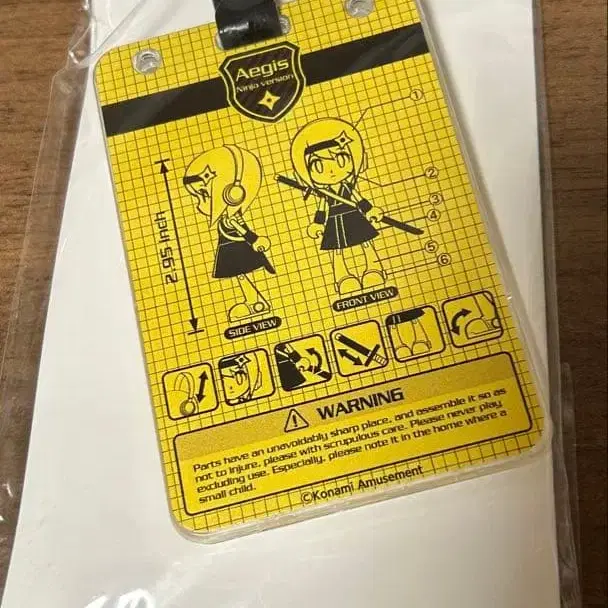 Aegis
Ninja version
①
②
③
④
⑤
⑥
2.95 inch
SIDE VIEW
FRONT VIEW
WARNING
Parts have an unavoidably sharp place, and assemble it so as
not to injure, please with scrupulous care. Please never play,
excluding use. Especially, please note it in the home where a
small child.
©Konami Amusement